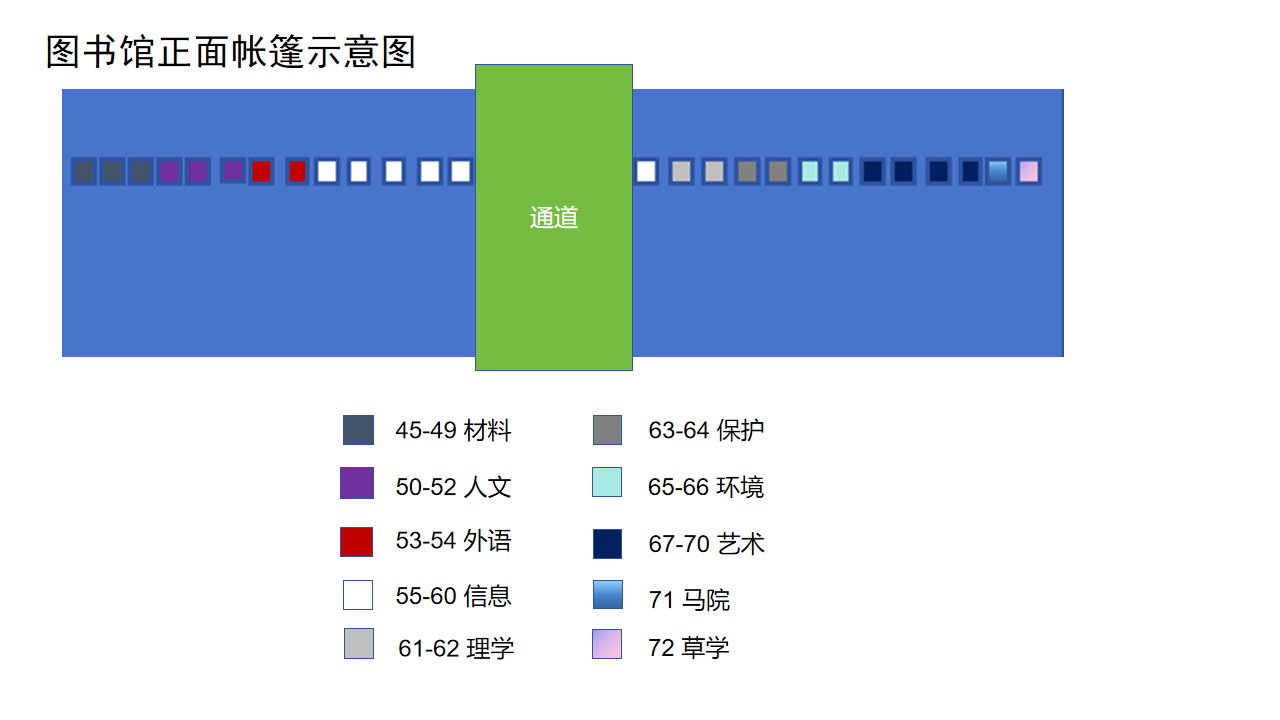 图书馆正面帐篷示意图
通道
45-49 材料
50-52 人文
53-54 外语
55-60 信息
61-62 理学
63-64 保护
65-66 环境
67-70 艺术
71 马院
72 草学